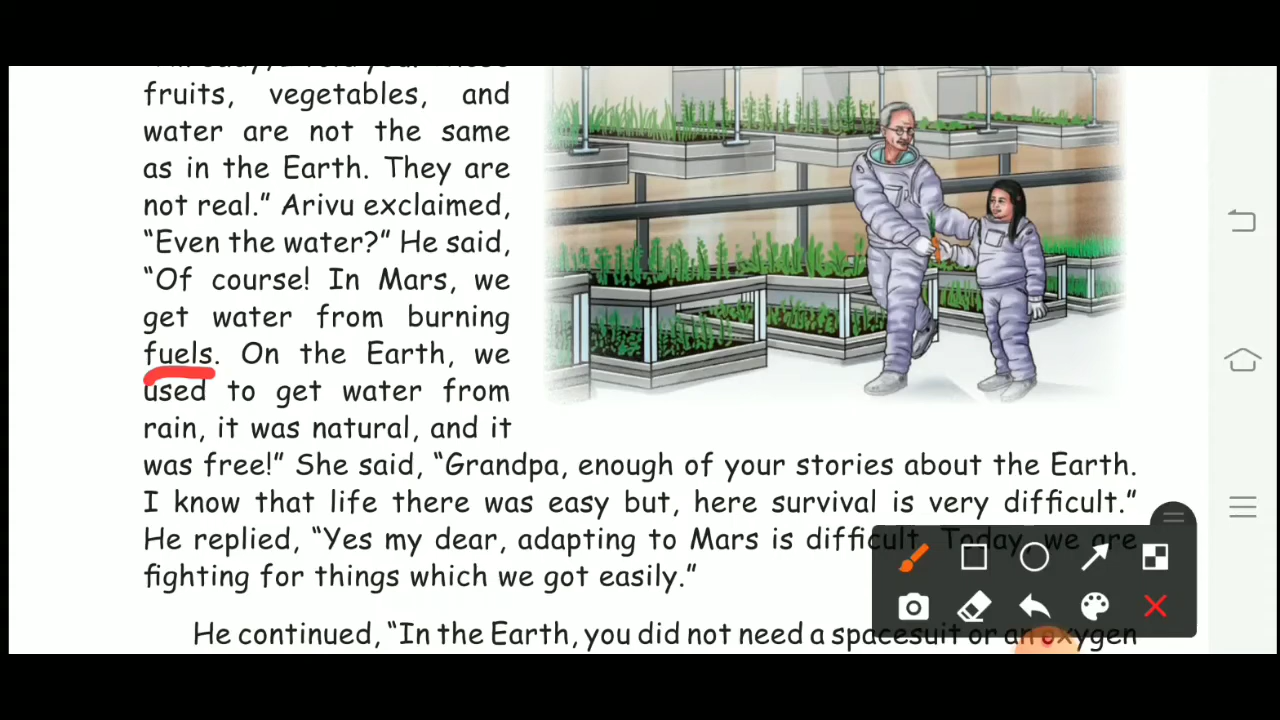 fruits, vegetables, and
water are not the same
as in the Earth. They are
not real.” Arivu exclaimed,
“Even the water?” He said,
“Of course! In Mars, we
get water from burning
fuels. On the Earth, we
used to get water from
rain, it was natural, and it
was free!” She said, “Grandpa, enough of your stories about the Earth.
I know that life there was easy but, here survival is very difficult.”
He replied, “Yes my dear, adapting to Mars is difficult. Today, we are
fighting for things which we got easily.”
He continued, “In the Earth, you did not need a spacesuit or an oxygen